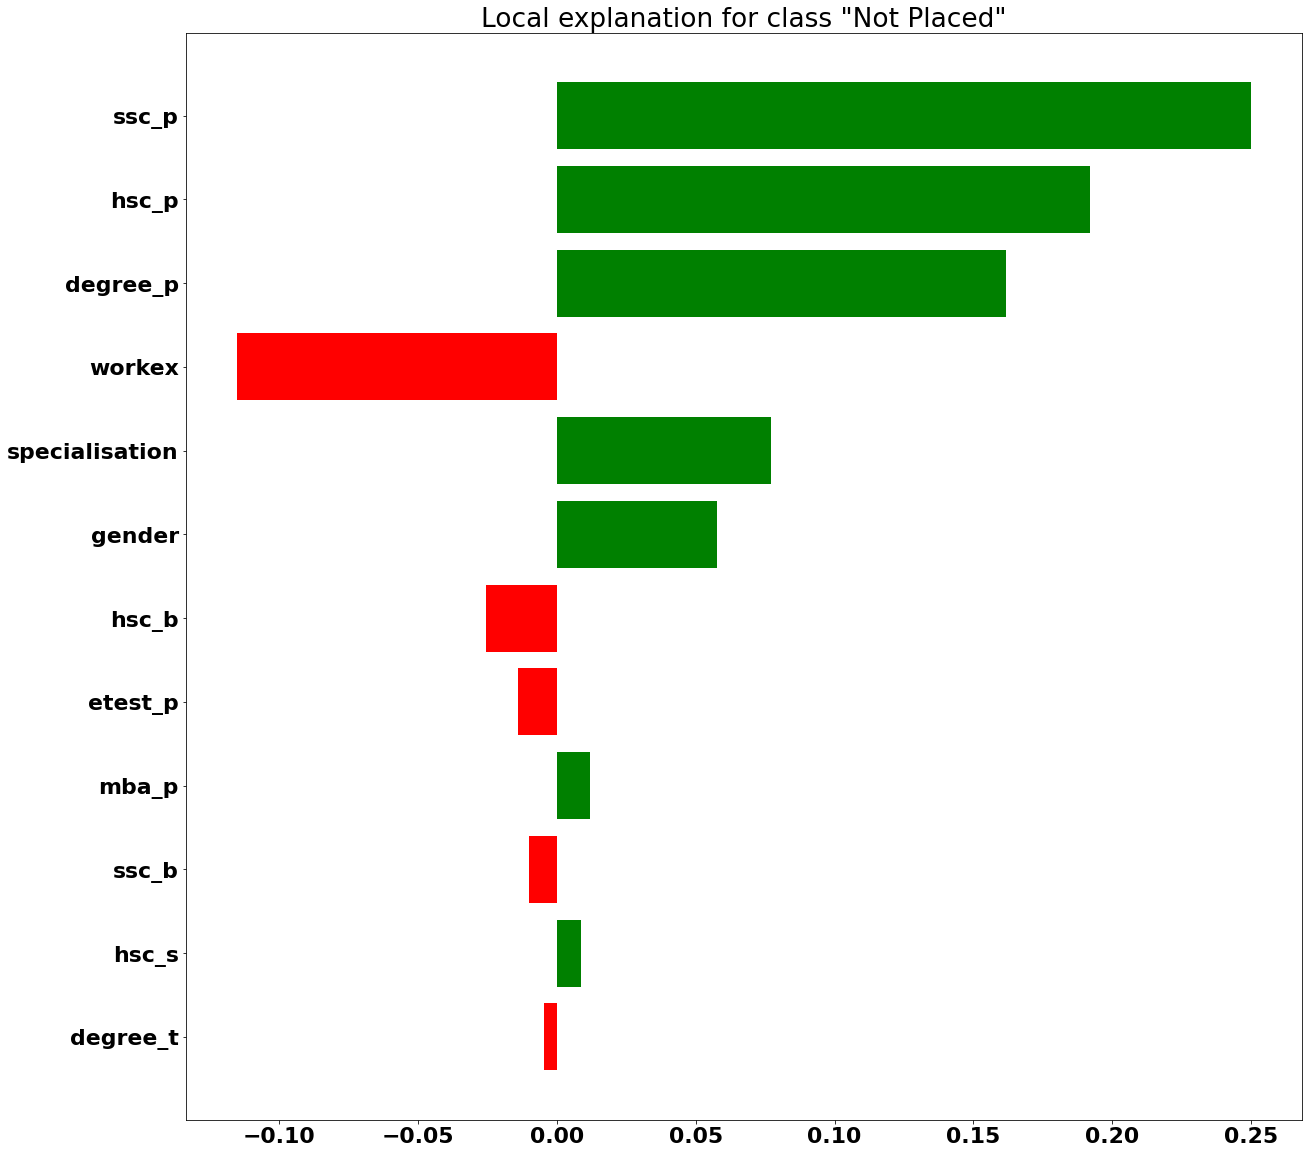 Local explanation for class "Not Placed"
ssc_p
hsc_p
degree_p
workex
specialisation
gender
hsc_b
etest_p
mba_p
ssc_b
hsc_s
degree_t
−0.10 −0.05 0.00 0.05 0.10 0.15 0.20 0.25